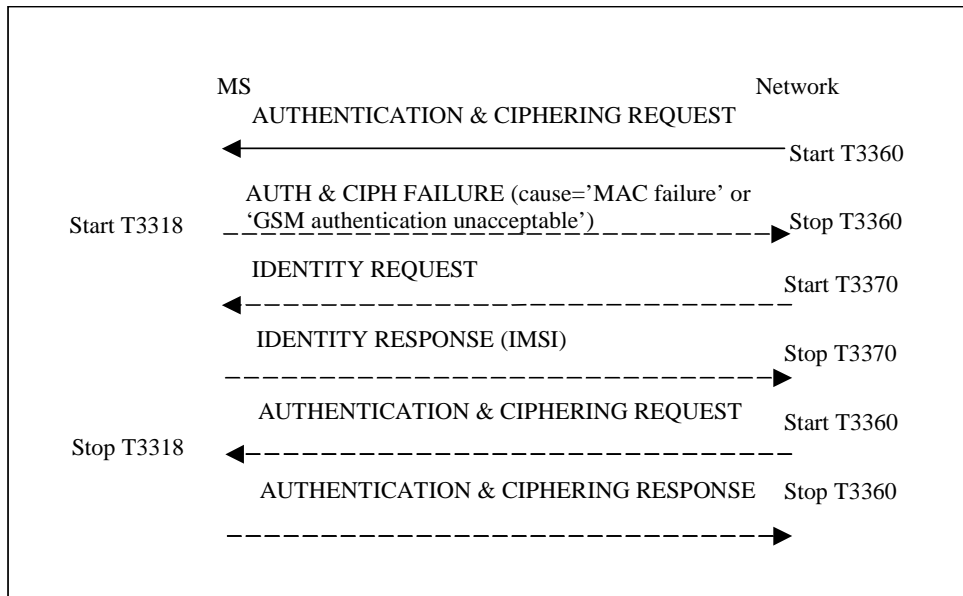 MS
Network
AUTHENTICATION & CIPHERING REQUEST
Start T3360
AUTH & CIPH FAILURE (cause=’MAC failure’ or
‘GSM authentication unacceptable’)
Start T3318
Stop T3360
IDENTITY REQUEST
Start T3370
IDENTITY RESPONSE (IMSI)
Stop T3370
AUTHENTICATION & CIPHERING REQUEST
Start T3360
Stop T3318
AUTHENTICATION & CIPHERING RESPONSE
Stop T3360